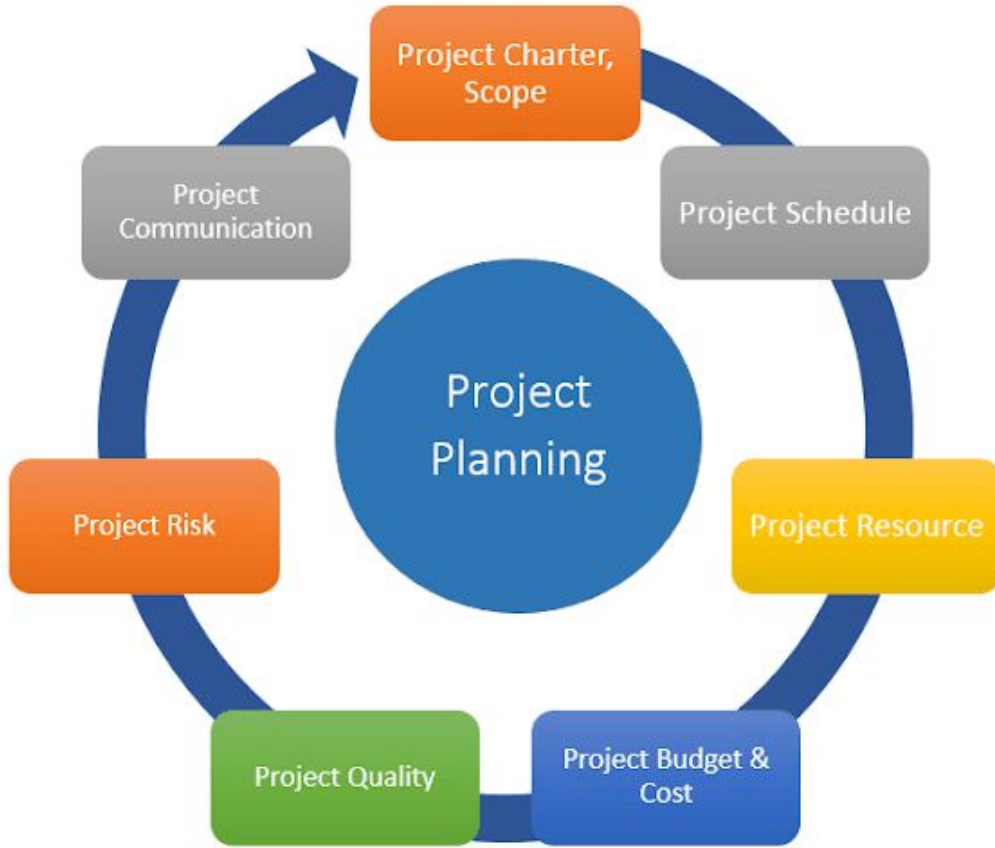 Project Charter,
Scope
Project Schedule
Project Resource
Project Budget &
Cost
Project Quality
Project Risk
Project
Communication
Project
Planning